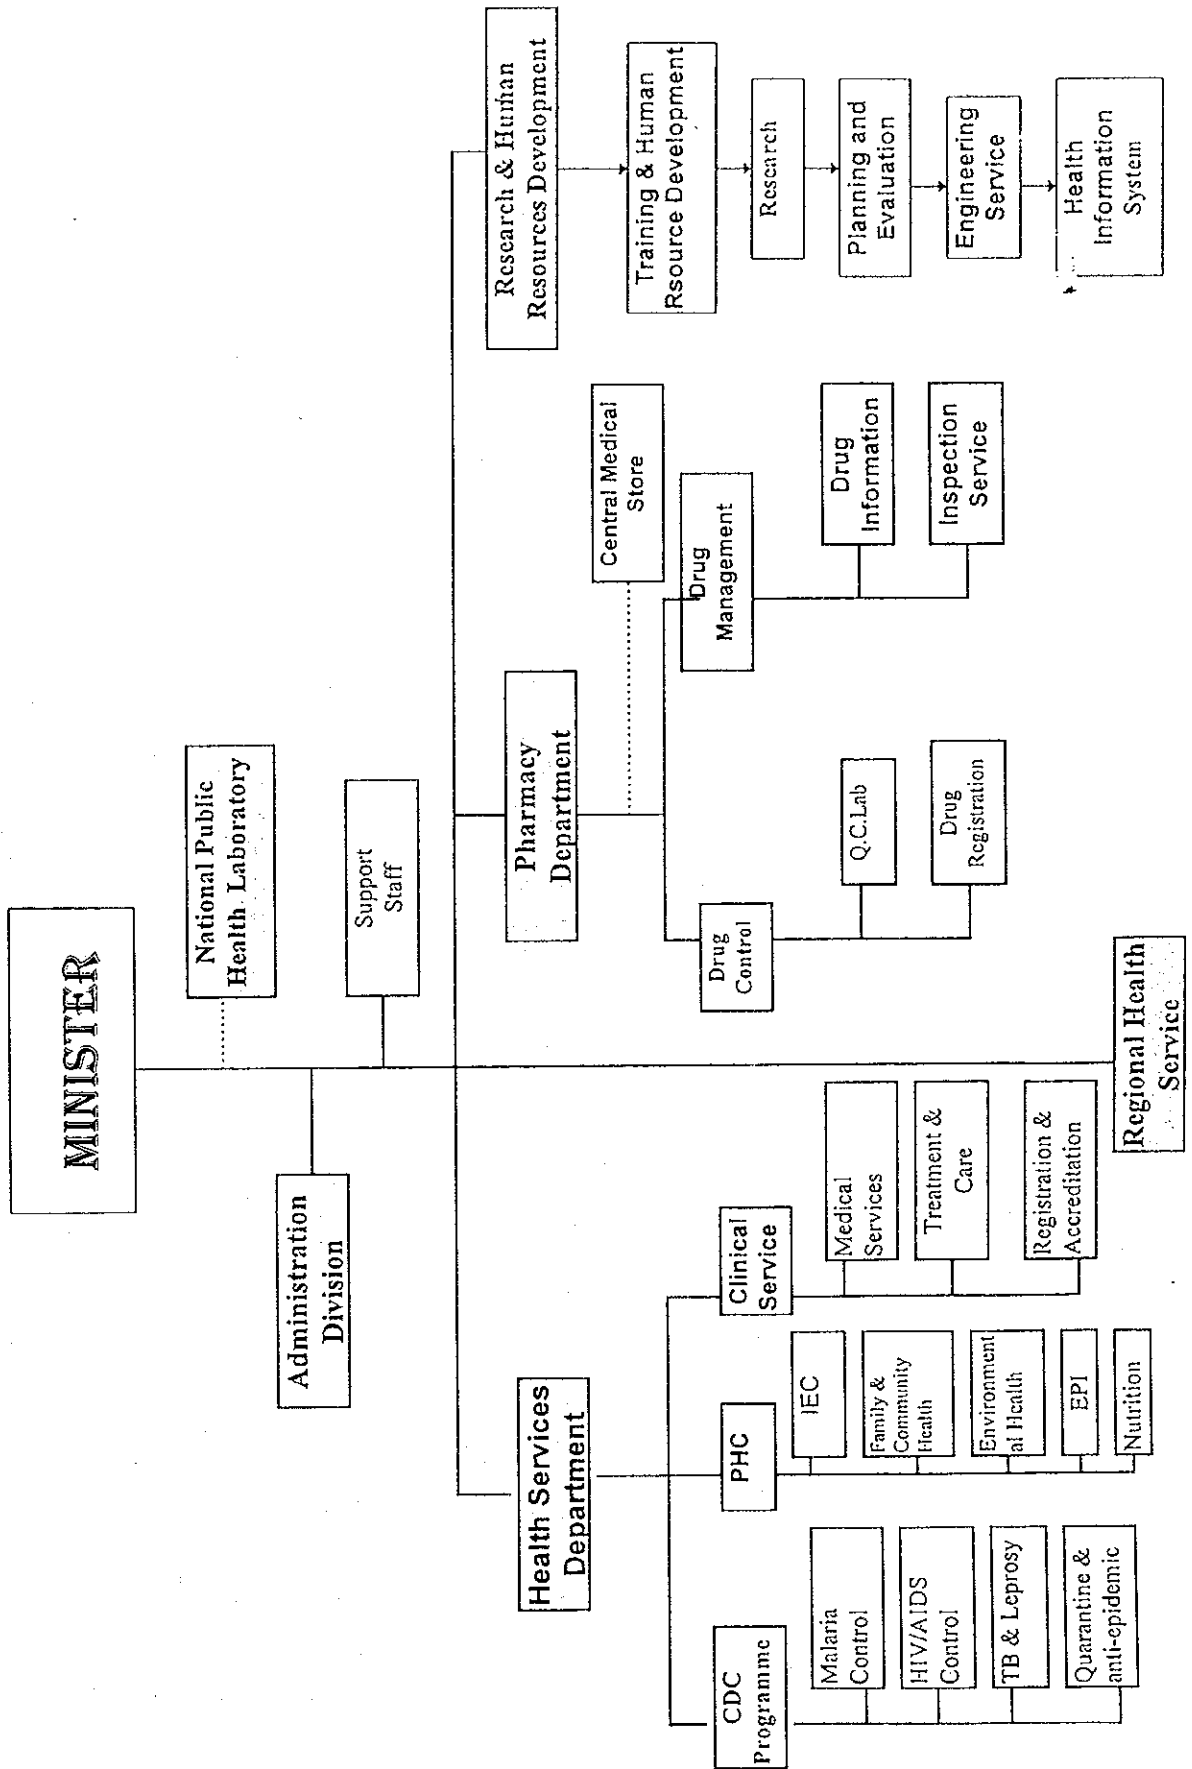 MINISTER
National Public
Health Laboratory
Administration
Division
Support
Staff
Health Services
Department
Pharmacy
Department
Research & Human
Resources Development
Central Medical
Store
CDC
Programme
Malaria
Control
HIV/AIDS
Control
TB & Leprosy
Quarantine &
anti-epidemic
PHC
IEC
Family &
Community
Health
Environment
al Health
EPI
Nutrition
Clinical
Service
Medical
Services
Treatment &
Care
Registration &
Accreditation
Regional Health
Service
Drug
Control
Q.C.Lab
Drug
Registration
Drug
Management
Drug
Information
Inspection
Service
Training & Human
Rsource Development
Research
Planning and
Evaluation
Engineering
Service
Health
Information
System